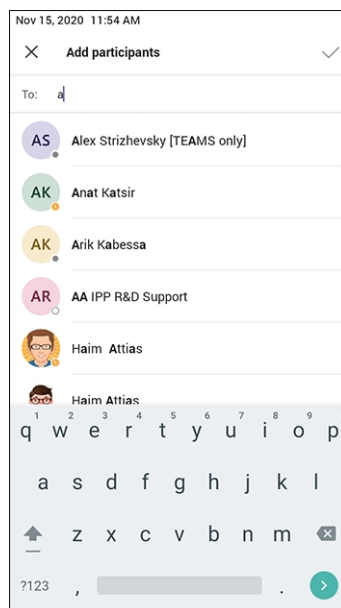 Nov 15, 2020 11:54 AM
Add participants
To: a
AS Alex Strizhevsky [TEAMS only]
AK Anat Katsir
AK Arik Kabessa
AR AA IPP R&D Support
Haim Attias
Haim Attias
1 2 3 4 5 6 7 8 9
q w e r t y u i o p
a s d f g h j k l
z x c v b n m
?123 , .